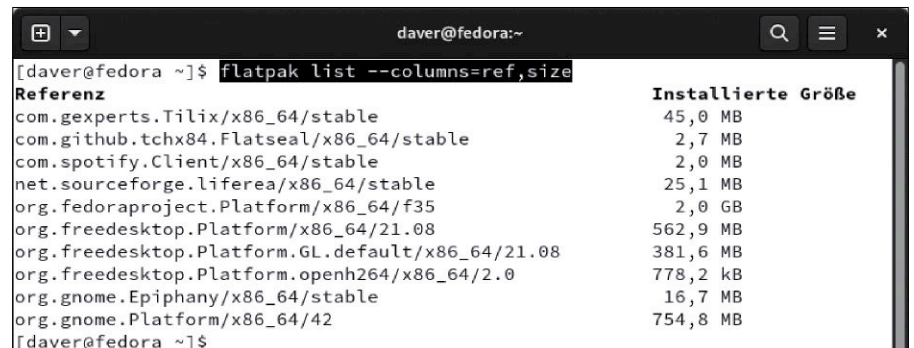 daver@fedora:~
[daver@fedora ~]$ flatpak list --columns=ref,size
Referenz Installierte Größe
com.gexperts.Tilix/x86_64/stable 45,0 MB
com.github.tchx84.Flatseal/x86_64/stable 2,7 MB
com.spotify.Client/x86_64/stable 2,0 MB
net.sourceforge.liferea/x86_64/stable 25,1 MB
org.fedoraproject.Platform/x86_64/f35 2,0 GB
org.freedesktop.Platform/x86_64/21.08 562,9 MB
org.freedesktop.Platform.GL.default/x86_64/21.08 381,6 MB
org.freedesktop.Platform.openh264/x86_64/2.0 778,2 kB
org.gnome.Epiphany/x86_64/stable 16,7 MB
org.gnome.Platform/x86_64/42 754,8 MB
[daver@fedora ~]$